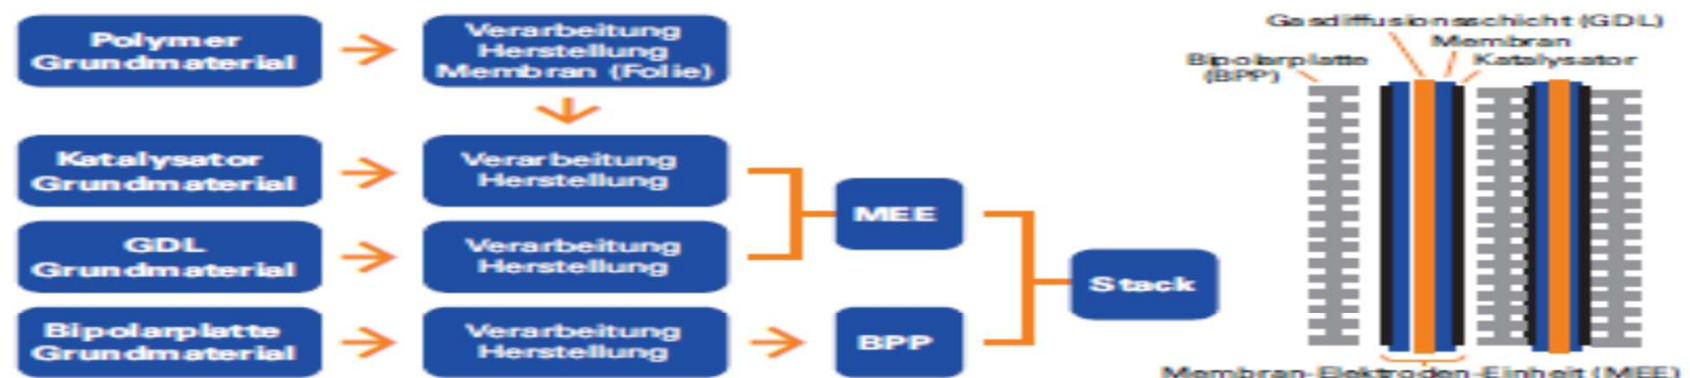 Polymer
Grundmaterial
Verarbeitung
Herstellung
Membran (Folie)
Katalysator
Grundmaterial
Verarbeitung
Herstellung
GDL
Grundmaterial
Verarbeitung
Herstellung
MEE
Bipolarplatte
Grundmaterial
Verarbeitung
Herstellung
BPP
Stack
Gasdiffusionsschicht (GDL)
Membran
Bipolarplatte
(BPP)
Katalysator
Membran-Elektroden-Einheit (MEE)